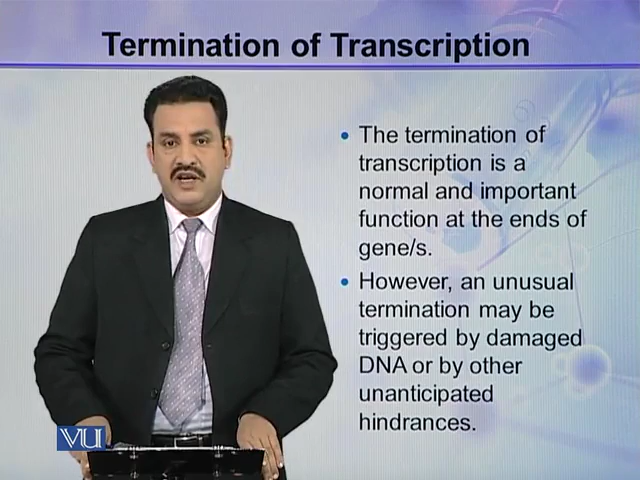 Termination of Transcription
• The termination of
transcription is a
normal and important
function at the ends of
gene/s.
• However, an unusual
termination may be
triggered by damaged
DNA or by other
unanticipated
hindrances.
VU